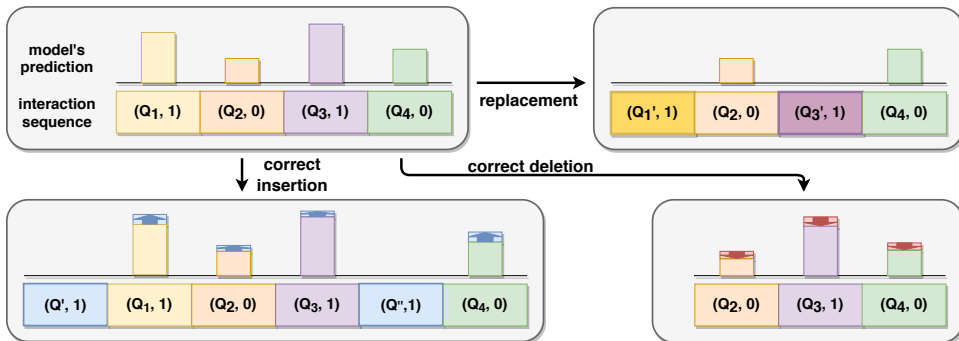 model's
prediction
interaction
sequence
(Q₁, 1) (Q₂, 0) (Q₃, 1) (Q₄, 0)
replacement
(Q₁', 1) (Q₂, 0) (Q₃', 1) (Q₄, 0)
correct
insertion
correct deletion
(Q', 1) (Q₁, 1) (Q₂, 0) (Q₃, 1) (Q'',1) (Q₄, 0)
(Q₂, 0) (Q₃, 1) (Q₄, 0)